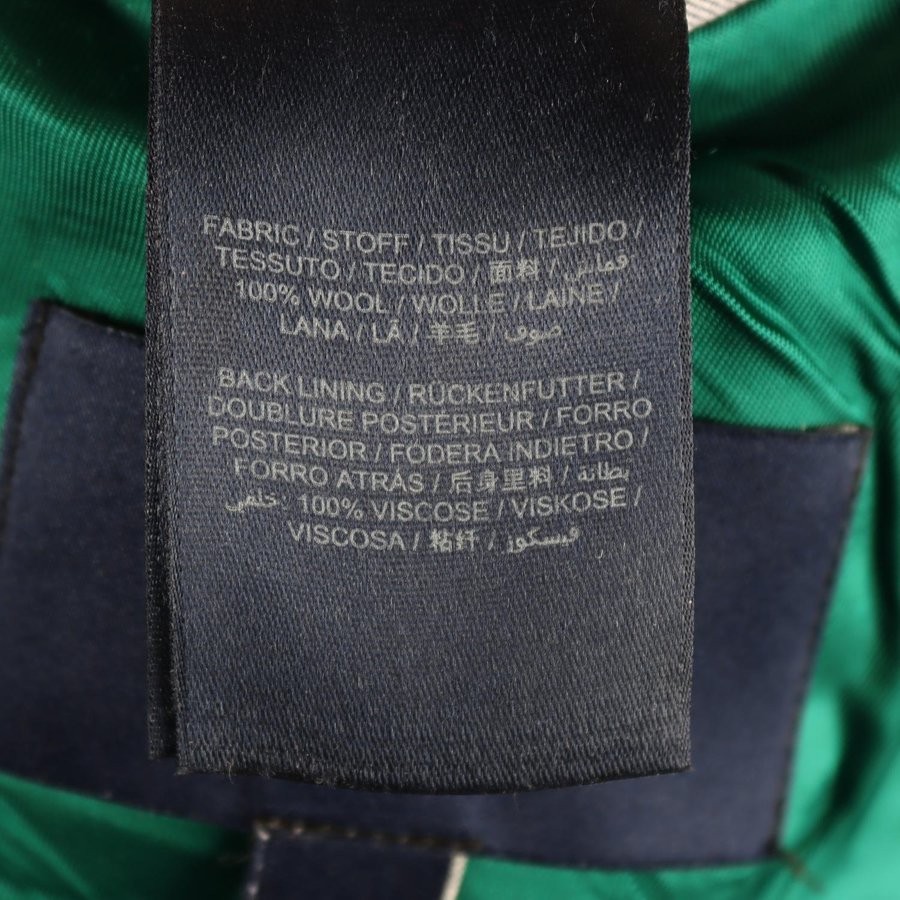 FABRIC / STOFF / TISSU / TEJIDO /
TESSUTO / TECIDO / 面料 / قماش:
100% WOOL / WOLLE / LAINE /
LANA / LÃ / 羊毛 / صوف
BACK LINING / RÜCKENFUTTER /
DOUBLURE POSTERIEUR / FORRO
POSTERIOR / FODERA INDIETRO /
FORRO ATRÁS / 后身里料 / بطانة
خلفي: 100% VISCOSE / VISKOSE /
VISCOSA / 粘纤 / فيسكوز